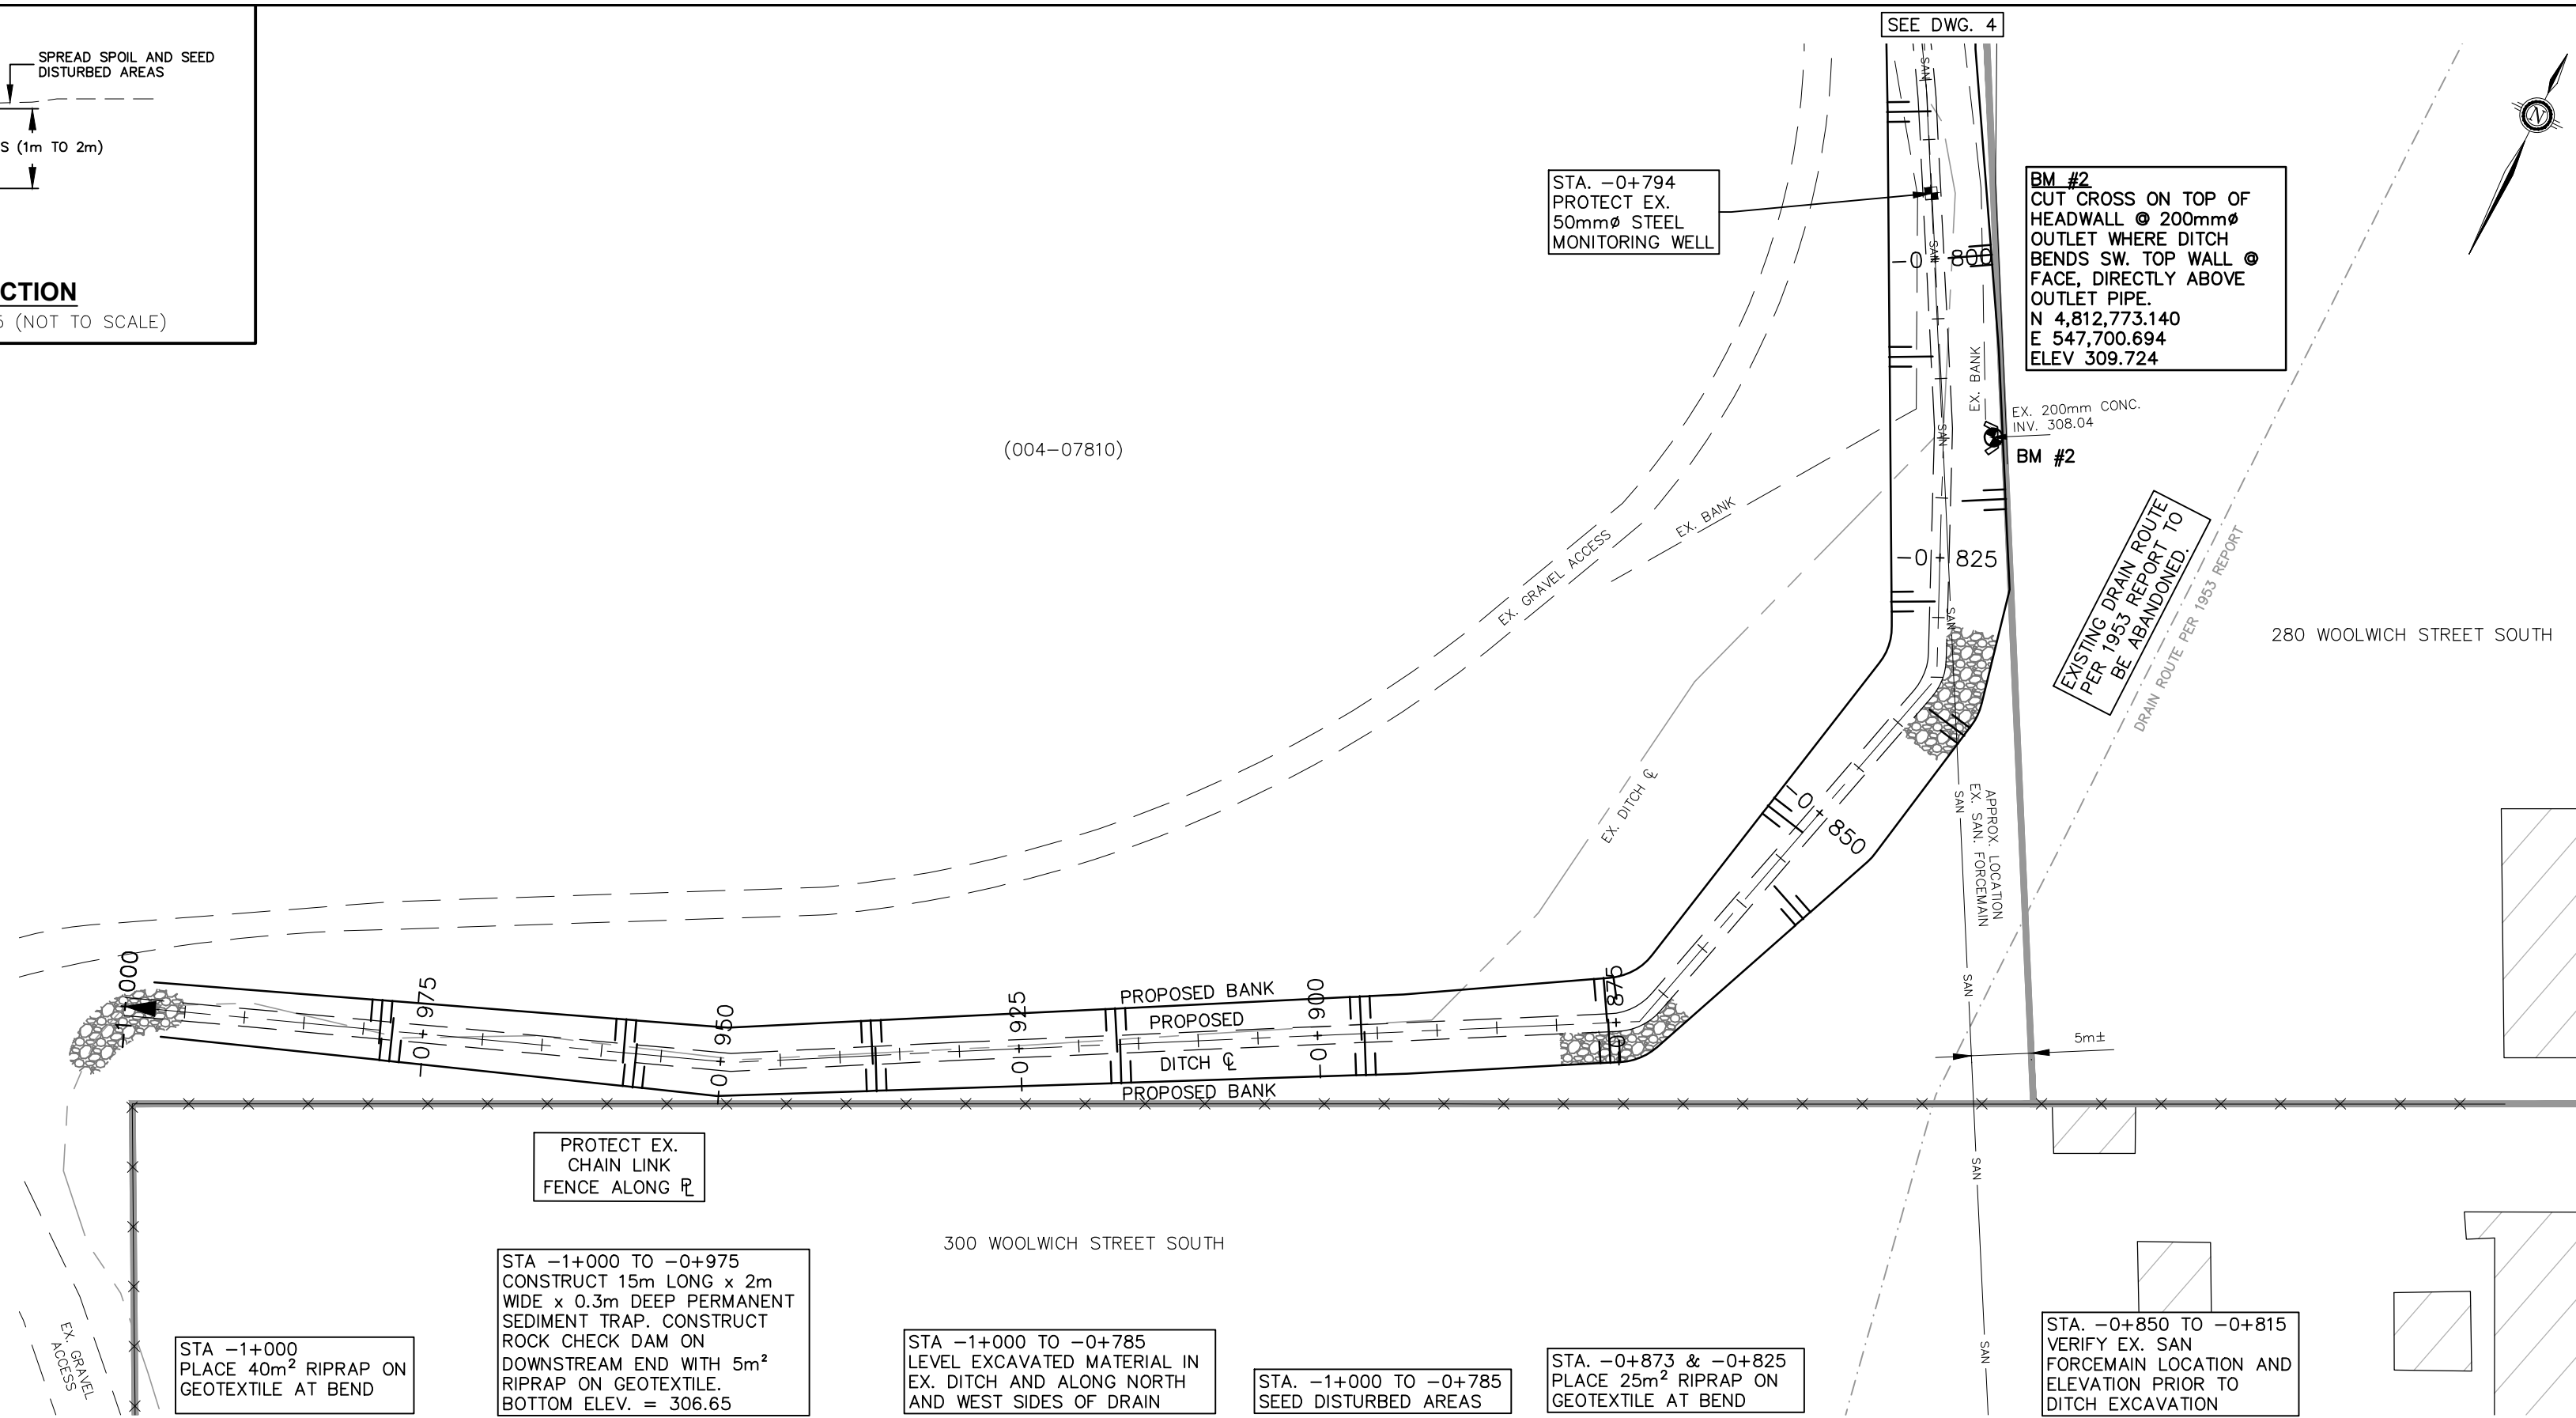 SEE DWG. 4
SPREAD SPOIL AND SEED
DISTURBED AREAS
S (1m TO 2m)
CTION
(NOT TO SCALE)
N
STA. -0+794
PROTECT EX.
50mmø STEEL
MONITORING WELL
BM #2
CUT CROSS ON TOP OF
HEADWALL @ 200mmø
OUTLET WHERE DITCH
BENDS SW. TOP WALL @
FACE, DIRECTLY ABOVE
OUTLET PIPE.
N 4,812,773.140
E 547,700.694
ELEV 309.724
SAN
SAN
-0+800
EX. BANK
EX. 200mm CONC.
INV. 308.04
BM #2
SAN
(004-07810)
EX. BANK
EX. GRAVEL ACCESS
-0+825
SAN
EXISTING DRAIN ROUTE
PER 1953 REPORT TO
BE ABANDONED.
DRAIN ROUTE PER 1953 REPORT
280 WOOLWICH STREET SOUTH
EX. DITCH ℄
-0+850
SAN
APPROX. LOCATION
EX. SAN. FORCEMAIN
SAN
5m±
-1+000
-0+975
-0+950
-0+925
-0+900
-0+875
PROPOSED BANK
PROPOSED
DITCH ℄
PROPOSED BANK
PROTECT EX.
CHAIN LINK
FENCE ALONG ⅊
SAN
300 WOOLWICH STREET SOUTH
SAN
EX. GRAVEL
ACCESS
STA -1+000
PLACE 40m² RIPRAP ON
GEOTEXTILE AT BEND
STA -1+000 TO -0+975
CONSTRUCT 15m LONG x 2m
WIDE x 0.3m DEEP PERMANENT
SEDIMENT TRAP. CONSTRUCT
ROCK CHECK DAM ON
DOWNSTREAM END WITH 5m²
RIPRAP ON GEOTEXTILE.
BOTTOM ELEV. = 306.65
STA -1+000 TO -0+785
LEVEL EXCAVATED MATERIAL IN
EX. DITCH AND ALONG NORTH
AND WEST SIDES OF DRAIN
STA. -1+000 TO -0+785
SEED DISTURBED AREAS
STA. -0+873 & -0+825
PLACE 25m² RIPRAP ON
GEOTEXTILE AT BEND
STA. -0+850 TO -0+815
VERIFY EX. SAN
FORCEMAIN LOCATION AND
ELEVATION PRIOR TO
DITCH EXCAVATION